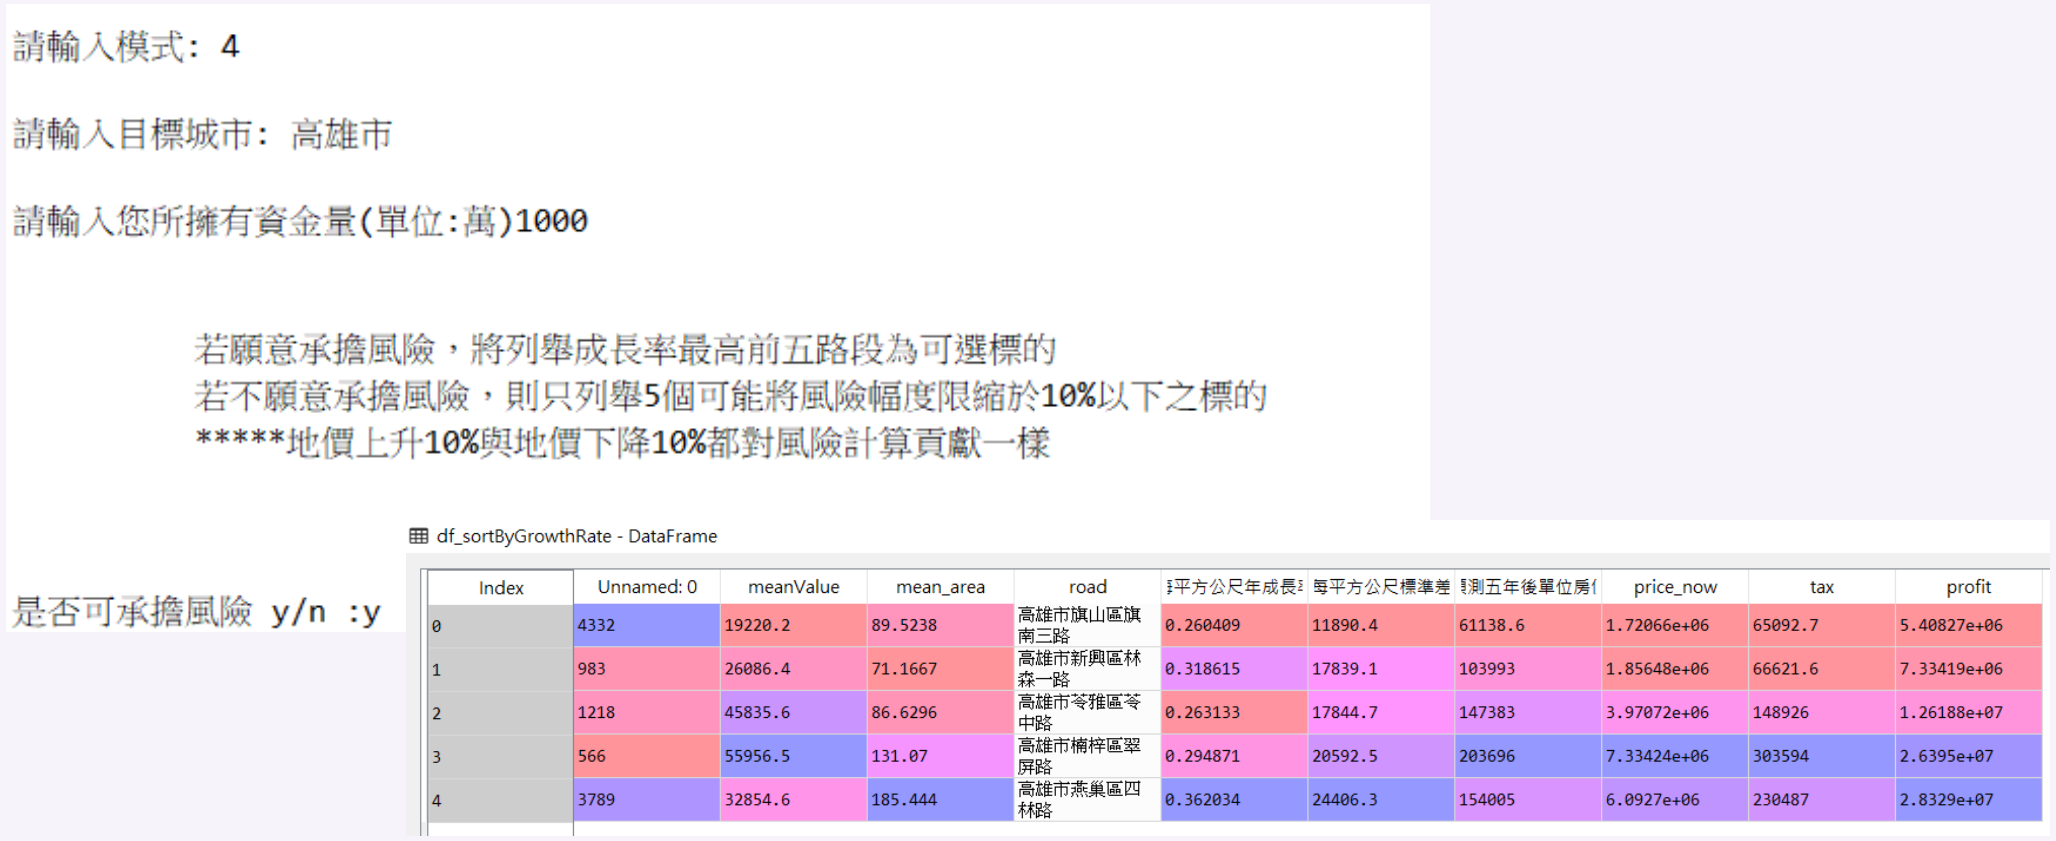 請輸入模式: 4
請輸入目標城市: 高雄市
請輸入您所擁有資金量(單位:萬)1000
若願意承擔風險，將列舉成長率最高前五路段為可選標的
若不願意承擔風險，則只列舉5個可能將風險幅度限縮於10%以下之標的
*****地價上升10%與地價下降10%都對風險計算貢獻一樣
是否可承擔風險 y/n :y
df_sortByGrowthRate - DataFrame
Index Unnamed: 0 meanValue mean_area road 平方公尺年成長 每平方公尺標準差 測五年後單位房 price_now tax profit
0 4332 19220.2 89.5238 高雄市旗山區旗南三路 0.260409 11890.4 61138.6 1.72066e+06 65092.7 5.40827e+06
1 983 26086.4 71.1667 高雄市新興區林森一路 0.318615 17839.1 103993 1.85648e+06 66621.6 7.33419e+06
2 1218 45835.6 86.6296 高雄市苓雅區苓中路 0.263133 17844.7 147383 3.97072e+06 148926 1.26188e+07
3 566 55956.5 131.07 高雄市楠梓區翠屏路 0.294871 20592.5 203696 7.33424e+06 303594 2.6395e+07
4 3789 32854.6 185.444 高雄市燕巢區四林路 0.362034 24406.3 154005 6.0927e+06 230487 2.8329e+07